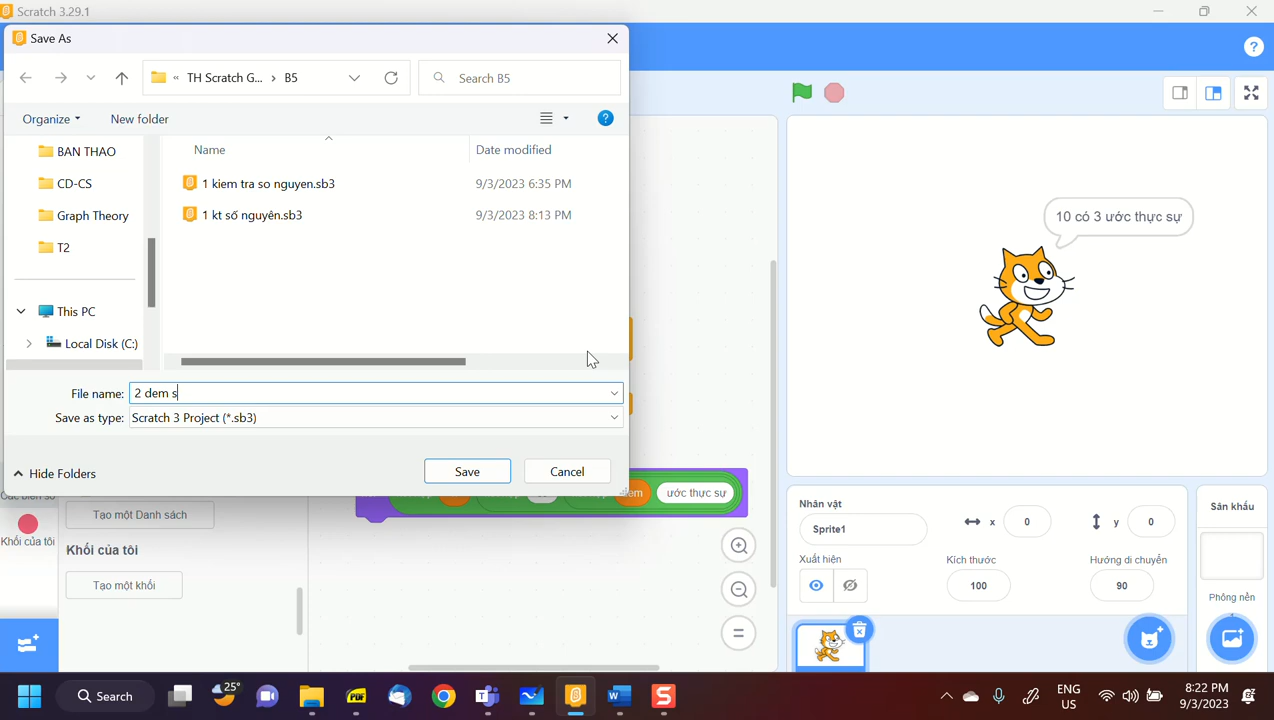 Scratch 3.29.1
Save As
« TH Scratch G... › B5
Search B5
Organize
New folder
Name
Date modified
BAN THAO
CD-CS
Graph Theory
T2
This PC
Local Disk (C:)
1 kiem tra so nguyen.sb3
9/3/2023 6:35 PM
1 kt số nguyên.sb3
9/3/2023 8:13 PM
File name: 2 dem s
Save as type: Scratch 3 Project (*.sb3)
Hide Folders
Save
Cancel
10 có 3 ước thực sự
ước thực sự
Tạo một Danh sách
Khối của tôi
Khối của tôi
Tạo một khối
Nhân vật
Sprite1
x 0
y 0
Xuất hiện
Kích thước
100
Hướng di chuyển
90
Sân khấu
Phông nền
Search
25°
PDF
ENG
US
8:22 PM
9/3/2023